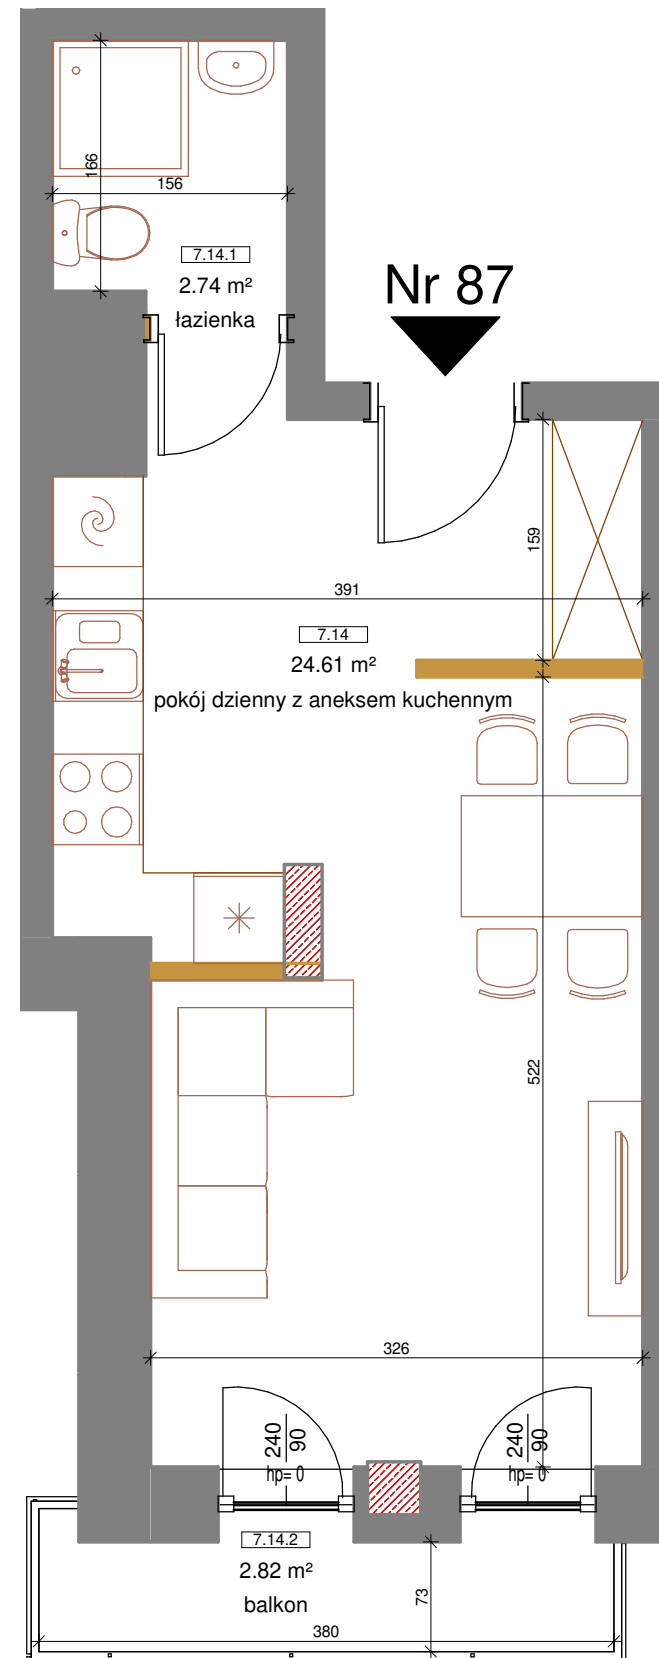 166
156
7.14.1
2.74 m²
łazienka
Nr 87
159
391
7.14
24.61 m²
pokój dzienny z aneksem kuchennym
522
326
240
90
hp= 0
240
90
hp= 0
7.14.2
2.82 m²
balkon
73
380